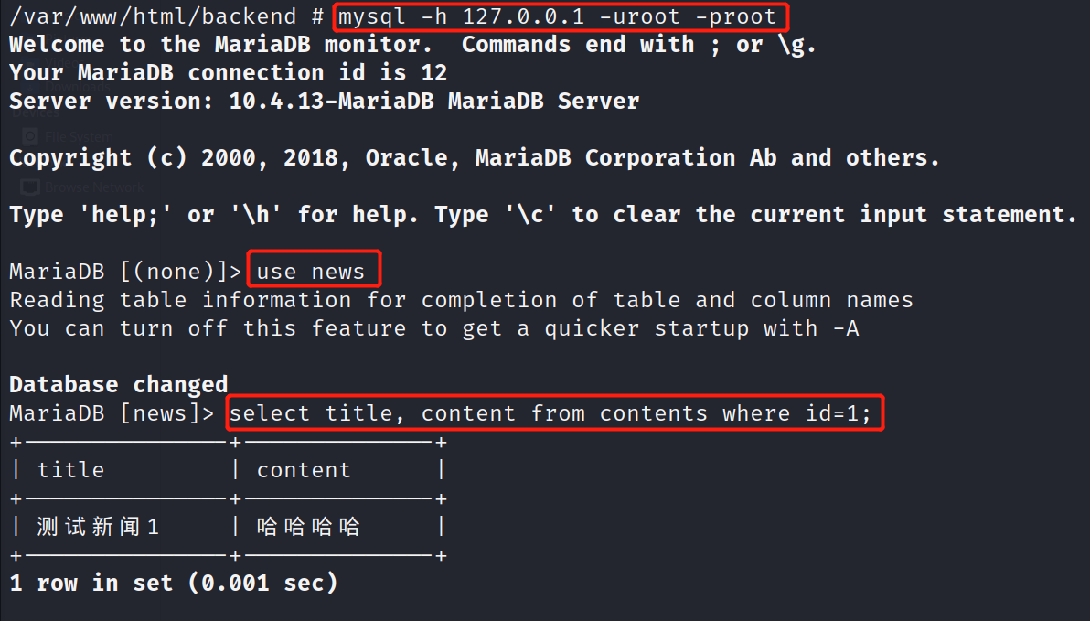 /var/www/html/backend # mysql -h 127.0.0.1 -uroot -proot
Welcome to the MariaDB monitor.  Commands end with ; or \g.
Your MariaDB connection id is 12
Server version: 10.4.13-MariaDB MariaDB Server
Devices
File System
Copyright (c) 2000, 2018, Oracle, MariaDB Corporation Ab and others.
Browse Network
Type 'help;' or '\h' for help. Type '\c' to clear the current input statement.
MariaDB [(none)]> use news
Reading table information for completion of table and column names
You can turn off this feature to get a quicker startup with -A
Database changed
MariaDB [news]> select title, content from contents where id=1;
| title | content |
| 测试新闻1 | 哈哈哈哈 |
1 row in set (0.001 sec)